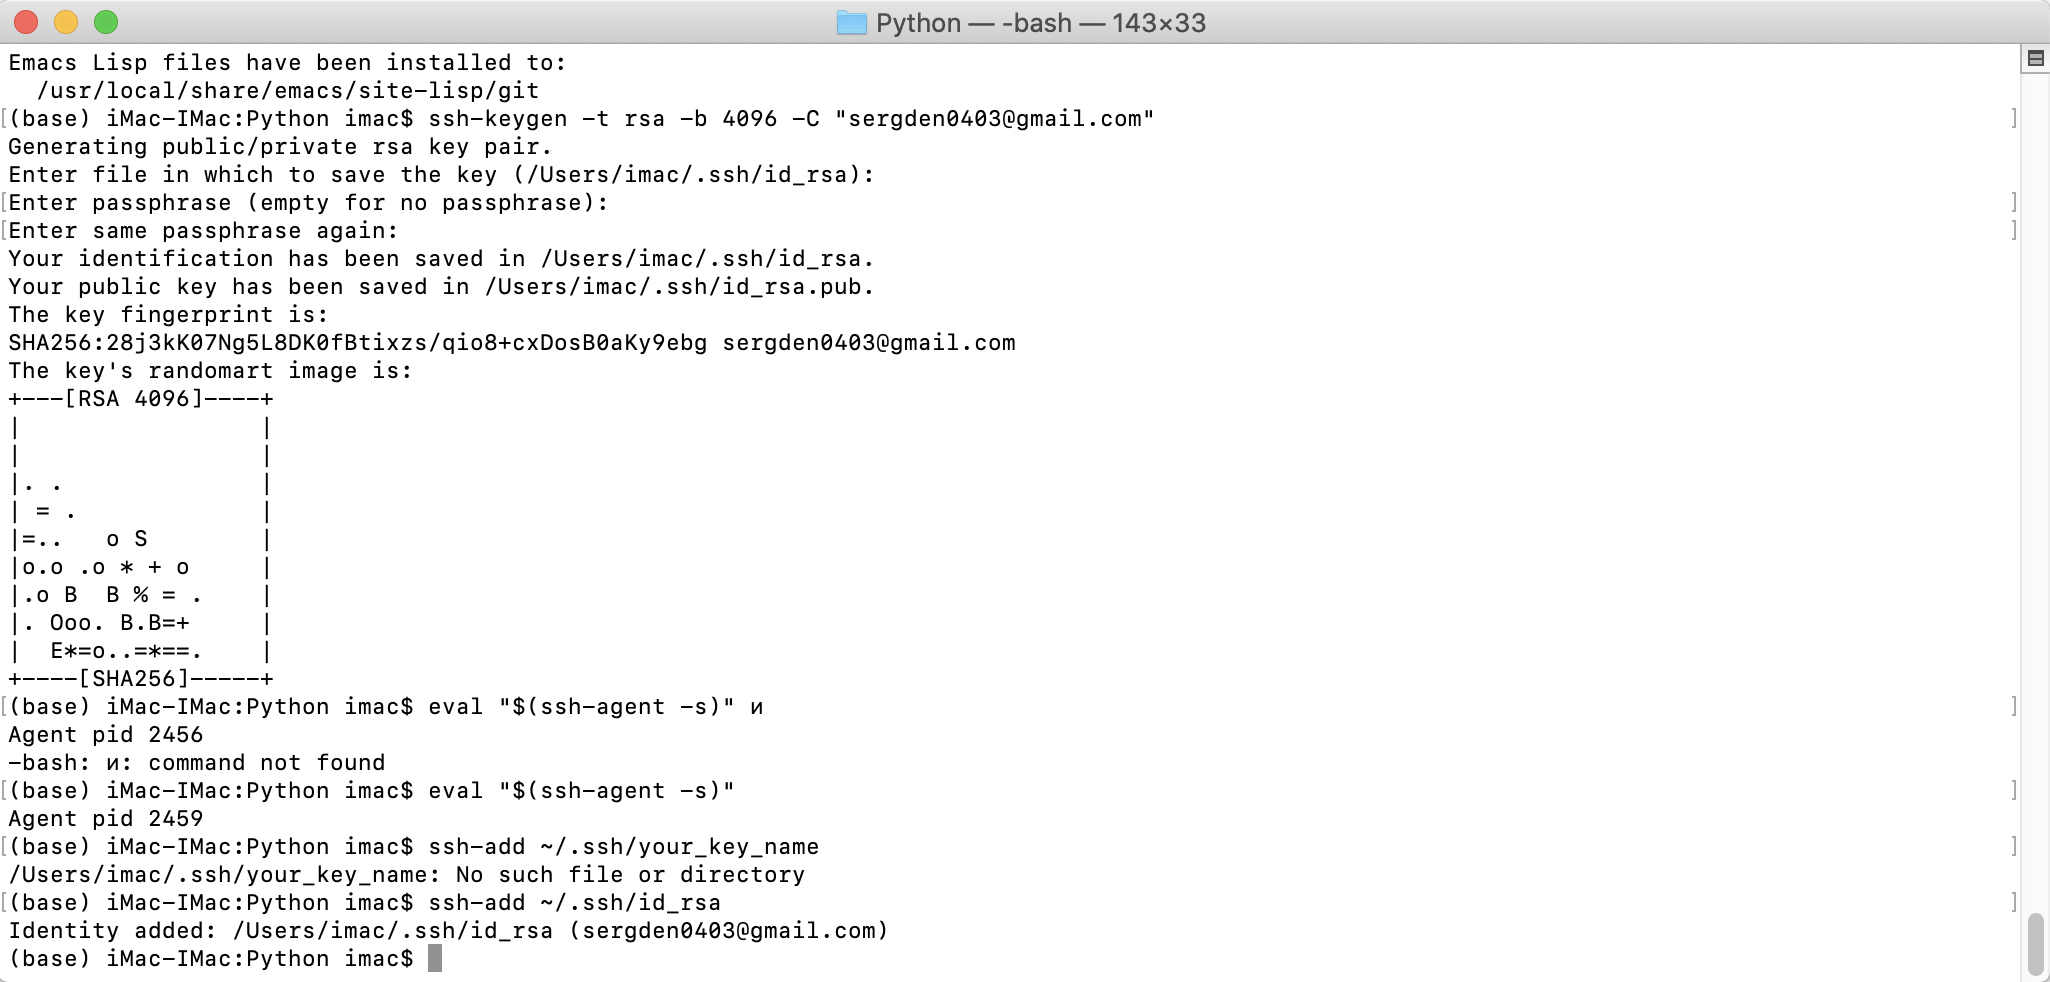 Python — -bash — 143×33
Emacs Lisp files have been installed to:
  /usr/local/share/emacs/site-lisp/git
[(base) iMac-IMac:Python imac$ ssh-keygen -t rsa -b 4096 -C "sergden0403@gmail.com" ]
Generating public/private rsa key pair.
Enter file in which to save the key (/Users/imac/.ssh/id_rsa):
[Enter passphrase (empty for no passphrase): ]
[Enter same passphrase again: ]
Your identification has been saved in /Users/imac/.ssh/id_rsa.
Your public key has been saved in /Users/imac/.ssh/id_rsa.pub.
The key fingerprint is:
SHA256:28j3kK07Ng5L8DK0fBtixzs/qio8+cxDosB0aKy9ebg sergden0403@gmail.com
The key's randomart image is:
+---[RSA 4096]----+
|                 |
|                 |
|. .              |
| = .             |
|=..   o S        |
|o.o .o * + o     |
|.o B  B % = .    |
|. Ooo. B.B=+     |
|  E*=o..=*==.    |
+----[SHA256]-----+
[(base) iMac-IMac:Python imac$ eval "$(ssh-agent -s)" и ]
Agent pid 2456
-bash: и: command not found
[(base) iMac-IMac:Python imac$ eval "$(ssh-agent -s)" ]
Agent pid 2459
[(base) iMac-IMac:Python imac$ ssh-add ~/.ssh/your_key_name ]
/Users/imac/.ssh/your_key_name: No such file or directory
[(base) iMac-IMac:Python imac$ ssh-add ~/.ssh/id_rsa ]
Identity added: /Users/imac/.ssh/id_rsa (sergden0403@gmail.com)
(base) iMac-IMac:Python imac$